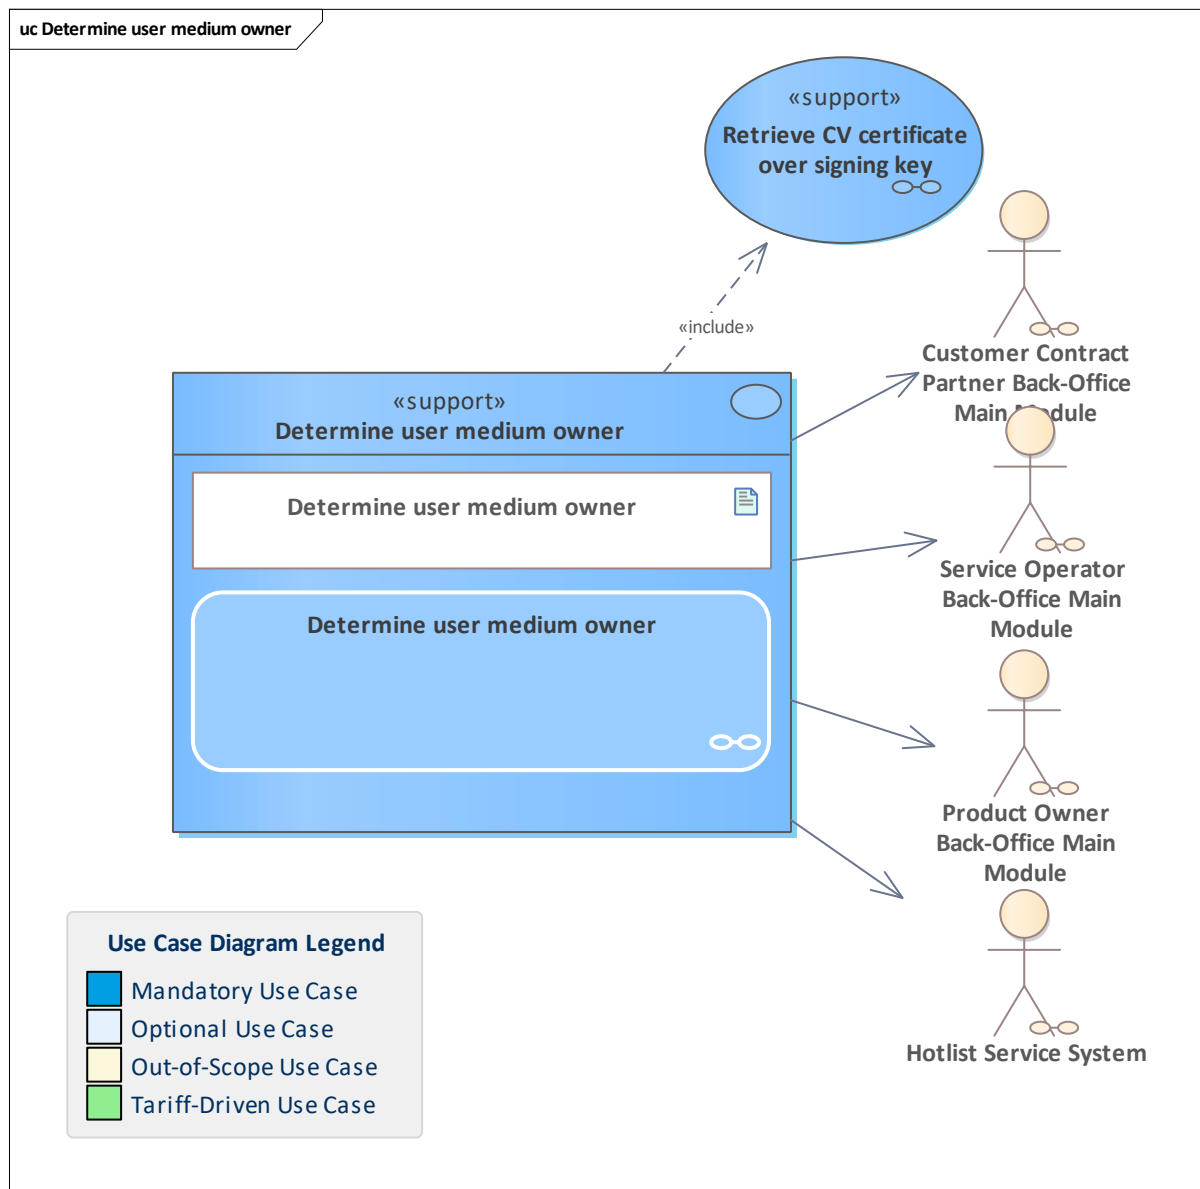 uc Determine user medium owner
«support»
Retrieve CV certificate
over signing key
«include»
Customer Contract
Partner Back-Office
Main Module
«support»
Determine user medium owner
Determine user medium owner
Determine user medium owner
Service Operator
Back-Office Main
Module
Product Owner
Back-Office Main
Module
Hotlist Service System
Use Case Diagram Legend
Mandatory Use Case
Optional Use Case
Out-of-Scope Use Case
Tariff-Driven Use Case